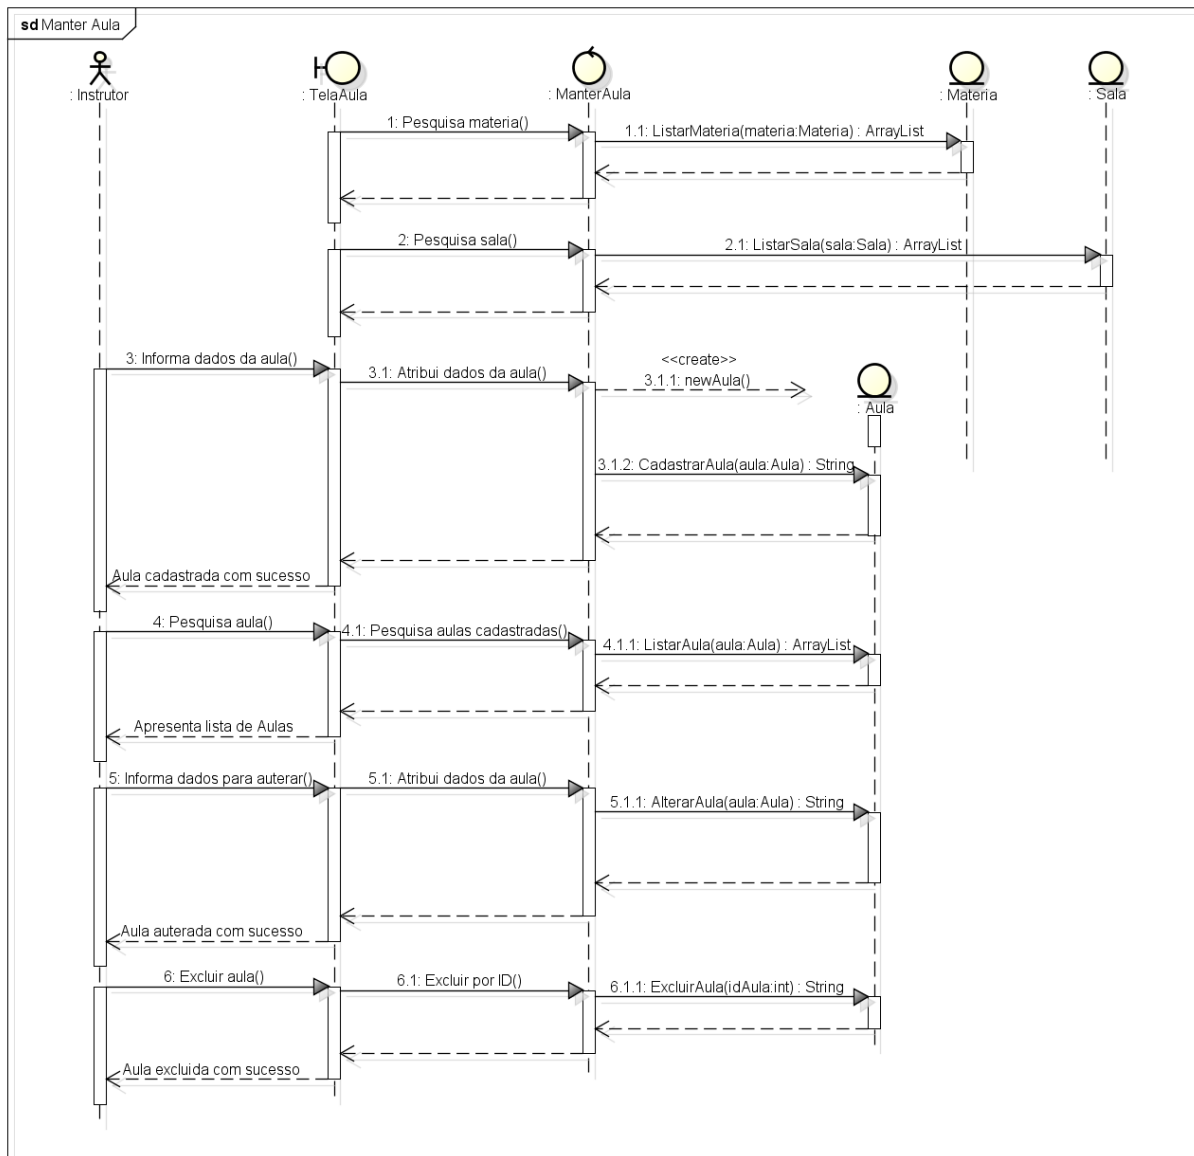 sd Manter Aula
: Instrutor
: TelaAula
: ManterAula
: Materia
: Sala
1: Pesquisa materia()
1.1: ListarMateria(materia:Materia) : ArrayList
2: Pesquisa sala()
2.1: ListarSala(sala:Sala) : ArrayList
3: Informa dados da aula()
3.1: Atribui dados da aula()
<<create>>
3.1.1: newAula()
: Aula
3.1.2: CadastrarAula(aula:Aula) : String
Aula cadastrada com sucesso
4: Pesquisa aula()
4.1: Pesquisa aulas cadastradas()
4.1.1: ListarAula(aula:Aula) : ArrayList
Apresenta lista de Aulas
5: Informa dados para auterar()
5.1: Atribui dados da aula()
5.1.1: AlterarAula(aula:Aula) : String
Aula auterada com sucesso
6: Excluir aula()
6.1: Excluir por ID()
6.1.1: ExcluirAula(idAula:int) : String
Aula excluida com sucesso